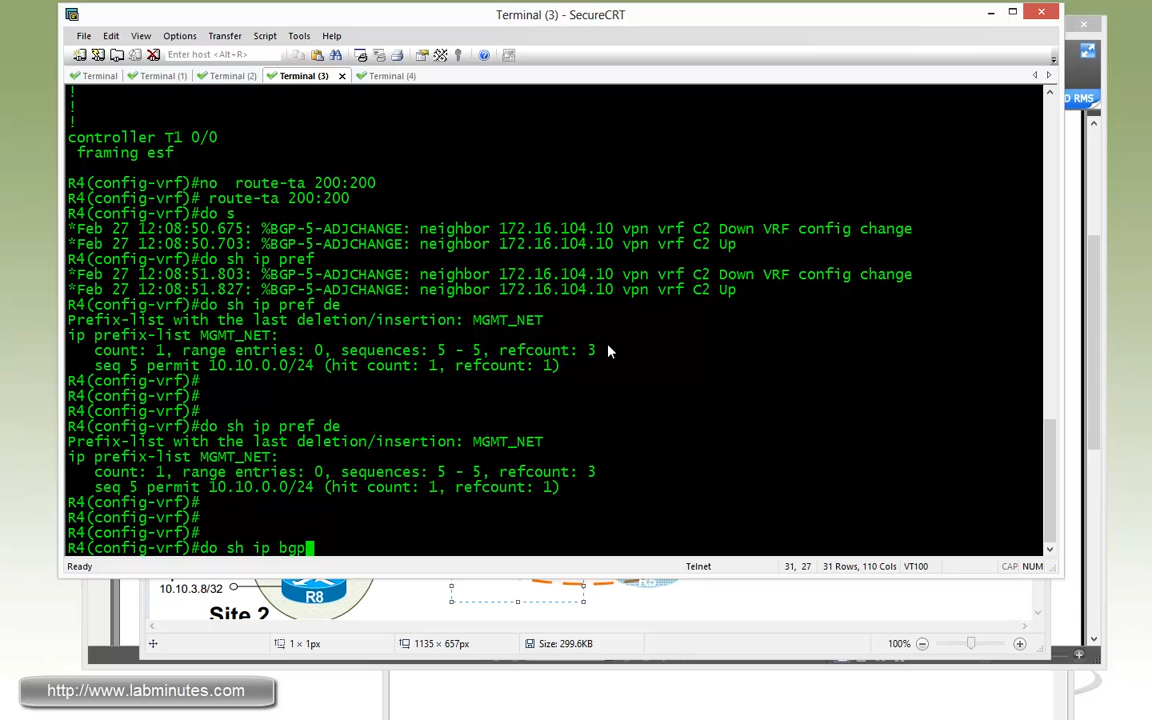 Terminal (3) - SecureCRT
File Edit View Options Transfer Script Tools Help
Enter host <Alt+R>
Terminal Terminal (1) Terminal (2) Terminal (3) Terminal (4)
D RMS
!
!
!
controller T1 0/0
framing esf
R4(config-vrf)#no  route-ta 200:200
R4(config-vrf)# route-ta 200:200
R4(config-vrf)#do s
*Feb 27 12:08:50.675: %BGP-5-ADJCHANGE: neighbor 172.16.104.10 vpn vrf C2 Down VRF config change
*Feb 27 12:08:50.703: %BGP-5-ADJCHANGE: neighbor 172.16.104.10 vpn vrf C2 Up
R4(config-vrf)#do sh ip pref
*Feb 27 12:08:51.803: %BGP-5-ADJCHANGE: neighbor 172.16.104.10 vpn vrf C2 Down VRF config change
*Feb 27 12:08:51.827: %BGP-5-ADJCHANGE: neighbor 172.16.104.10 vpn vrf C2 Up
R4(config-vrf)#do sh ip pref de
Prefix-list with the last deletion/insertion: MGMT_NET
ip prefix-list MGMT_NET:
count: 1, range entries: 0, sequences: 5 - 5, refcount: 3
seq 5 permit 10.10.0.0/24 (hit count: 1, refcount: 1)
R4(config-vrf)#
R4(config-vrf)#
R4(config-vrf)#
R4(config-vrf)#do sh ip pref de
Prefix-list with the last deletion/insertion: MGMT_NET
ip prefix-list MGMT_NET:
count: 1, range entries: 0, sequences: 5 - 5, refcount: 3
seq 5 permit 10.10.0.0/24 (hit count: 1, refcount: 1)
R4(config-vrf)#
R4(config-vrf)#
R4(config-vrf)#
R4(config-vrf)#do sh ip bgp
Ready Telnet 31, 27 31 Rows, 110 Cols VT100 CAP NUM
10.10.3.8/32
R8
Site 2
1 × 1px 1135 × 657px Size: 299.6KB 100%
http://www.labminutes.com